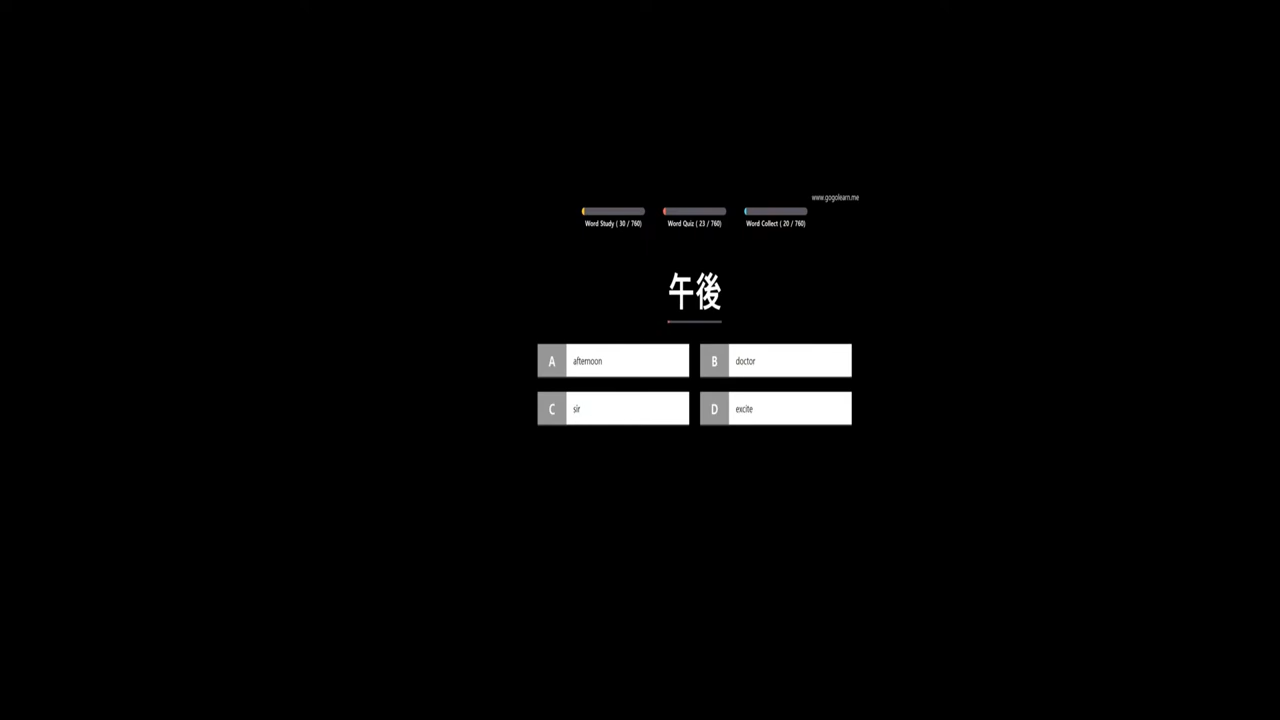 www.gogolearn.me
Word Study ( 30 / 760)
Word Quiz ( 23 / 760)
Word Collect ( 20 / 760)
午後
A afternoon
B doctor
C sir
D excite